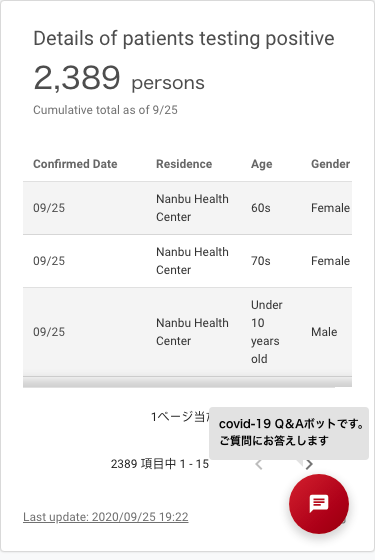 Details of patients testing positive
2,389 persons
Cumulative total as of 9/25
Confirmed Date Residence Age Gender
09/25 Nanbu Health Center 60s Female
09/25 Nanbu Health Center 70s Female
09/25 Nanbu Health Center Under 10 years old Male
1ページ当
covid-19 Q&Aボットです。
ご質問にお答えします
2389 項目中 1 - 15
Last update: 2020/09/25 19:22